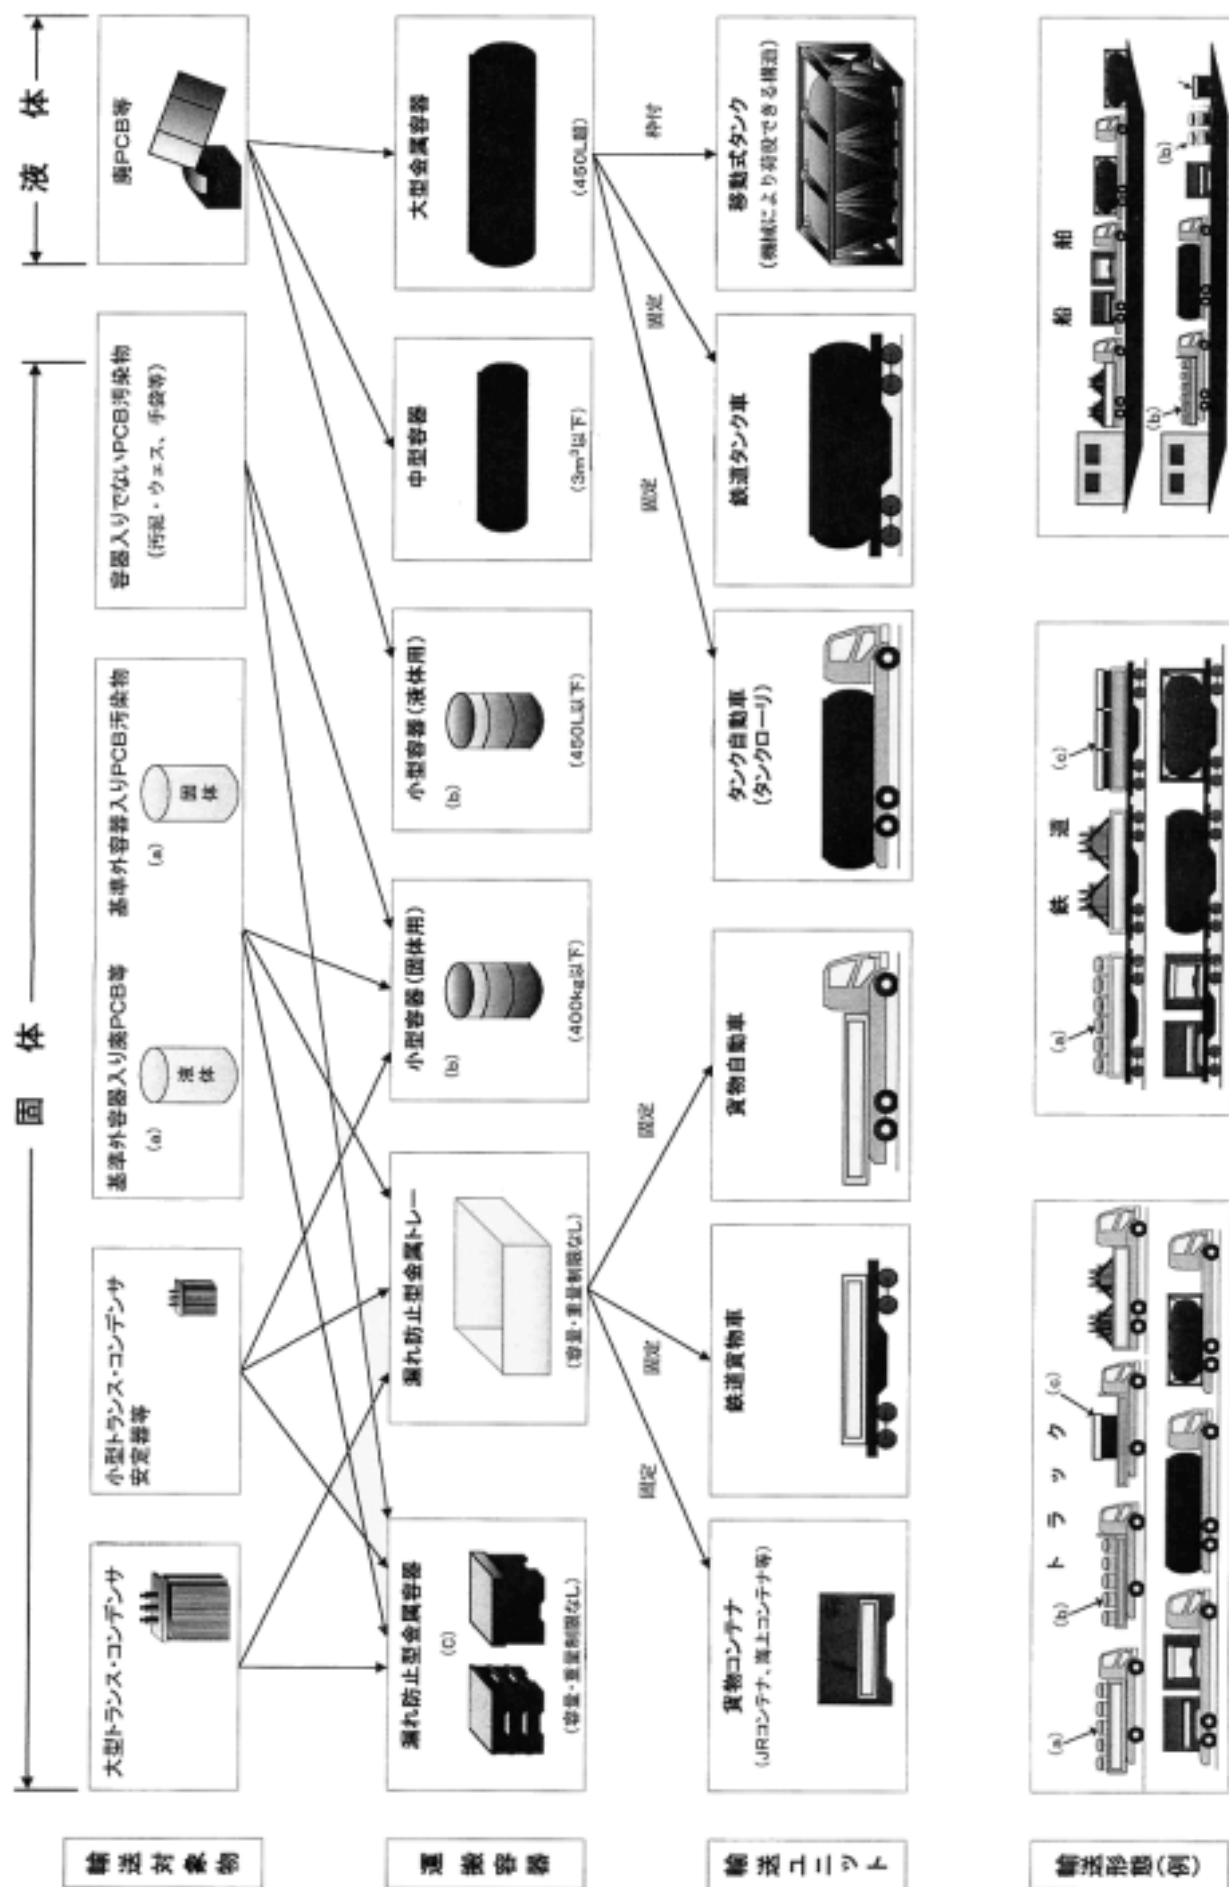 固体
液体
輸送対象物
大型トランス・コンデンサ
小型トランス・コンデンサ
安定器等
基準外容器入り廃PCB等
(a)
液体
基準外容器入りPCB汚染物
(a)
固体
容器入りでないPCB汚染物
(汚泥・ウェス、手袋等)
廃PCB等
運搬容器
漏れ防止型金属容器
(C)
(容量・重量制限なし)
漏れ防止型金属トレー
(容量・重量制限なし)
小型容器(固体用)
(b)
(400kg以下)
小型容器(液体用)
(b)
(450L以下)
中型容器
(3m³以下)
大型金属容器
(450L超)
固定
固定
固定
固定
固定
枠付
輸送ユニット
貨物コンテナ
(JRコンテナ、海上コンテナ等)
鉄道貨物車
貨物自動車
タンク自動車
(タンクローリ)
鉄道タンク車
移動式タンク
(機械により荷役できる構造)
輸送形態(例)
トラック
(a)
(b)
(c)
鉄道
(a)
(c)
船舶
(b)
(b)